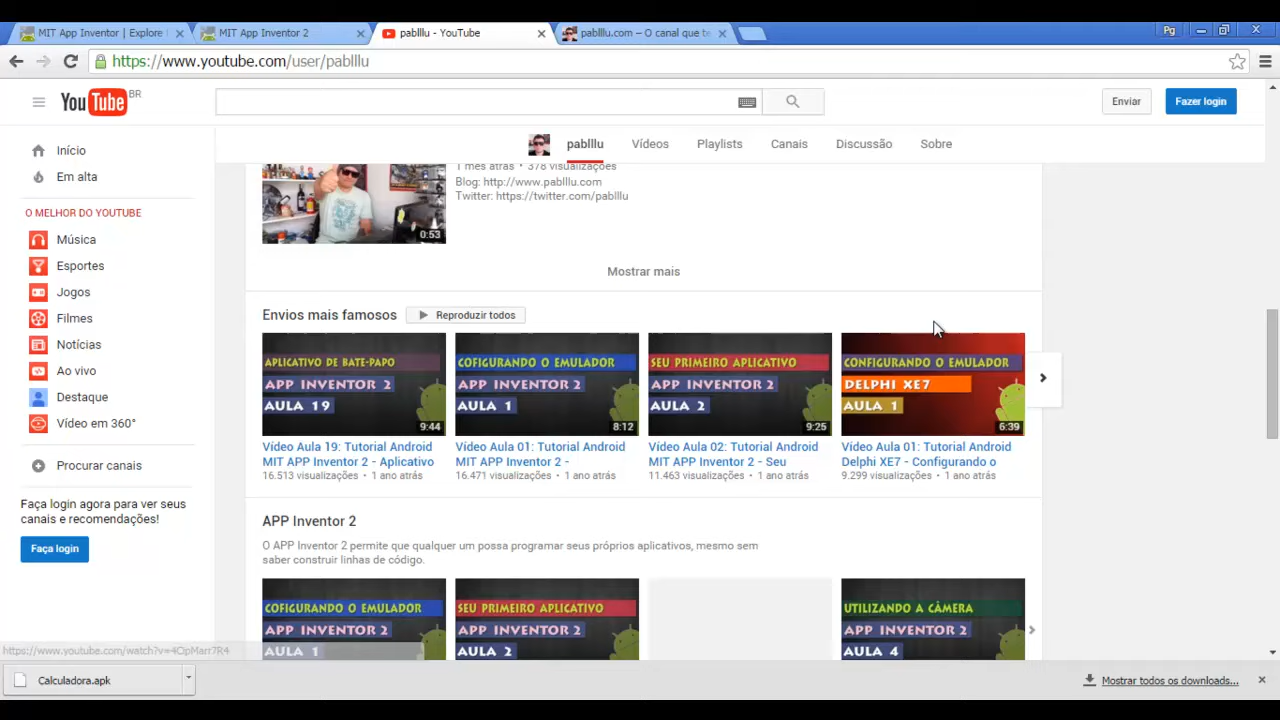 MIT App Inventor | Explore
MIT App Inventor 2
pablllu - YouTube
pablllu.com – O canal que te
Pg
https://www.youtube.com/user/pablllu
YouTube BR
Enviar
Fazer login
pablllu
Vídeos
Playlists
Canais
Discussão
Sobre
Início
Em alta
O MELHOR DO YOUTUBE
Música
Esportes
Jogos
Filmes
Notícias
Ao vivo
Destaque
Vídeo em 360°
Procurar canais
Faça login agora para ver seus
canais e recomendações!
Faça login
1 mês atrás • 378 visualizações
Blog: http://www.pablllu.com
Twitter: https://twitter.com/pablllu
0:53
Mostrar mais
Envios mais famosos
Reproduzir todos
APLICATIVO DE BATE-PAPO
APP INVENTOR 2
AULA 19
9:44
Vídeo Aula 19: Tutorial Android
MIT APP Inventor 2 - Aplicativo
16.513 visualizações • 1 ano atrás
COFIGURANDO O EMULADOR
APP INVENTOR 2
AULA 1
8:12
Vídeo Aula 01: Tutorial Android
MIT APP Inventor 2 -
16.471 visualizações • 1 ano atrás
SEU PRIMEIRO APLICATIVO
APP INVENTOR 2
AULA 2
9:25
Vídeo Aula 02: Tutorial Android
MIT APP Inventor 2 - Seu
11.463 visualizações • 1 ano atrás
CONFIGURANDO O EMULADOR
DELPHI XE7
AULA 1
6:39
Vídeo Aula 01: Tutorial Android
Delphi XE7 - Configurando o
9.299 visualizações • 1 ano atrás
APP Inventor 2
O APP Inventor 2 permite que qualquer um possa programar seus próprios aplicativos, mesmo sem
saber construir linhas de código.
COFIGURANDO O EMULADOR
APP INVENTOR 2
AULA 1
SEU PRIMEIRO APLICATIVO
APP INVENTOR 2
AULA 2
UTILIZANDO A CÂMERA
APP INVENTOR 2
AULA 4
https://www.youtube.com/watch?v=4OpMarr7R4
Calculadora.apk
Mostrar todos os downloads...